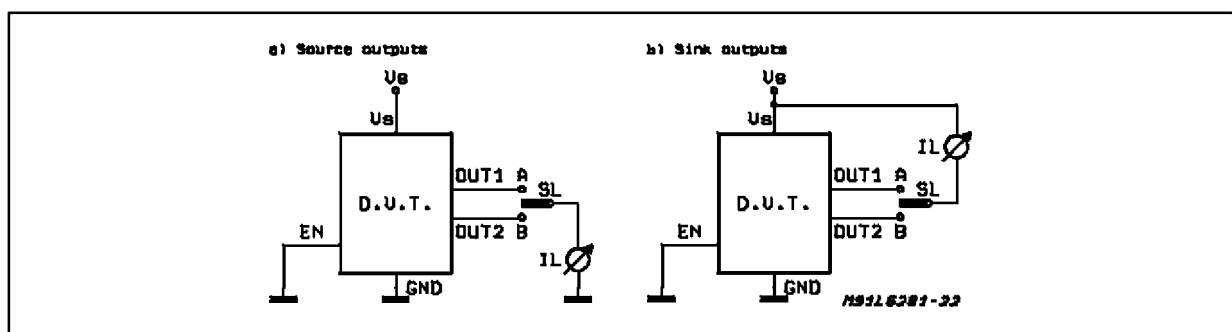 a) Source outputs
Vs
Vs
OUT1 A
SL
D.U.T.
EN
OUT2 B
IL
GND
b) Sink outputs
Vs
Vs
IL
OUT1 A
SL
D.U.T.
EN
OUT2 B
GND
M91L6201-22